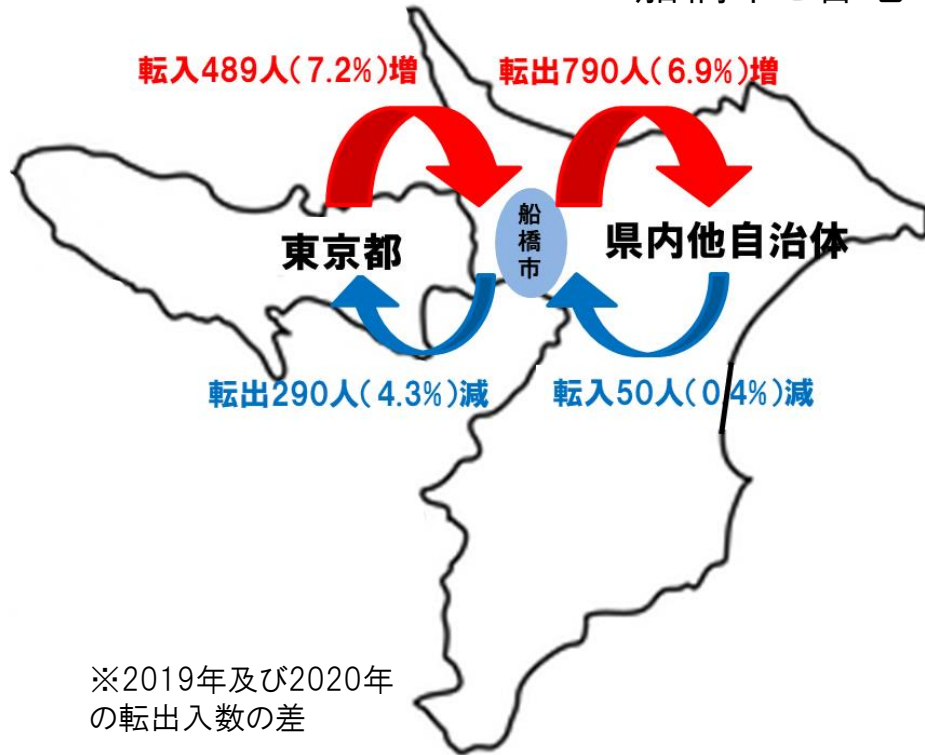 転入489人(7.2%)増
転出790人(6.9%)増
船橋市
東京都
県内他自治体
転出290人(4.3%)減
転入50人(0.4%)減
※2019年及び2020年
の転出入数の差